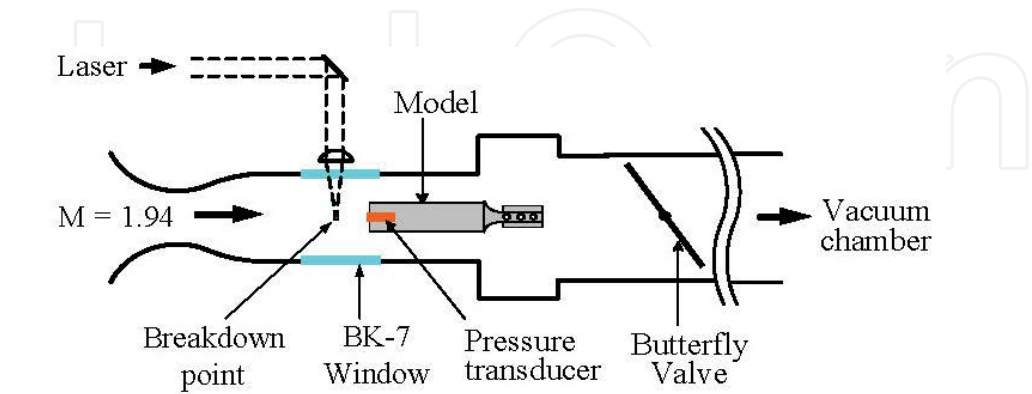 Laser
Model
M = 1.94
Vacuum
chamber
Breakdown
point
BK-7
Window
Pressure
transducer
Butterfly
Valve